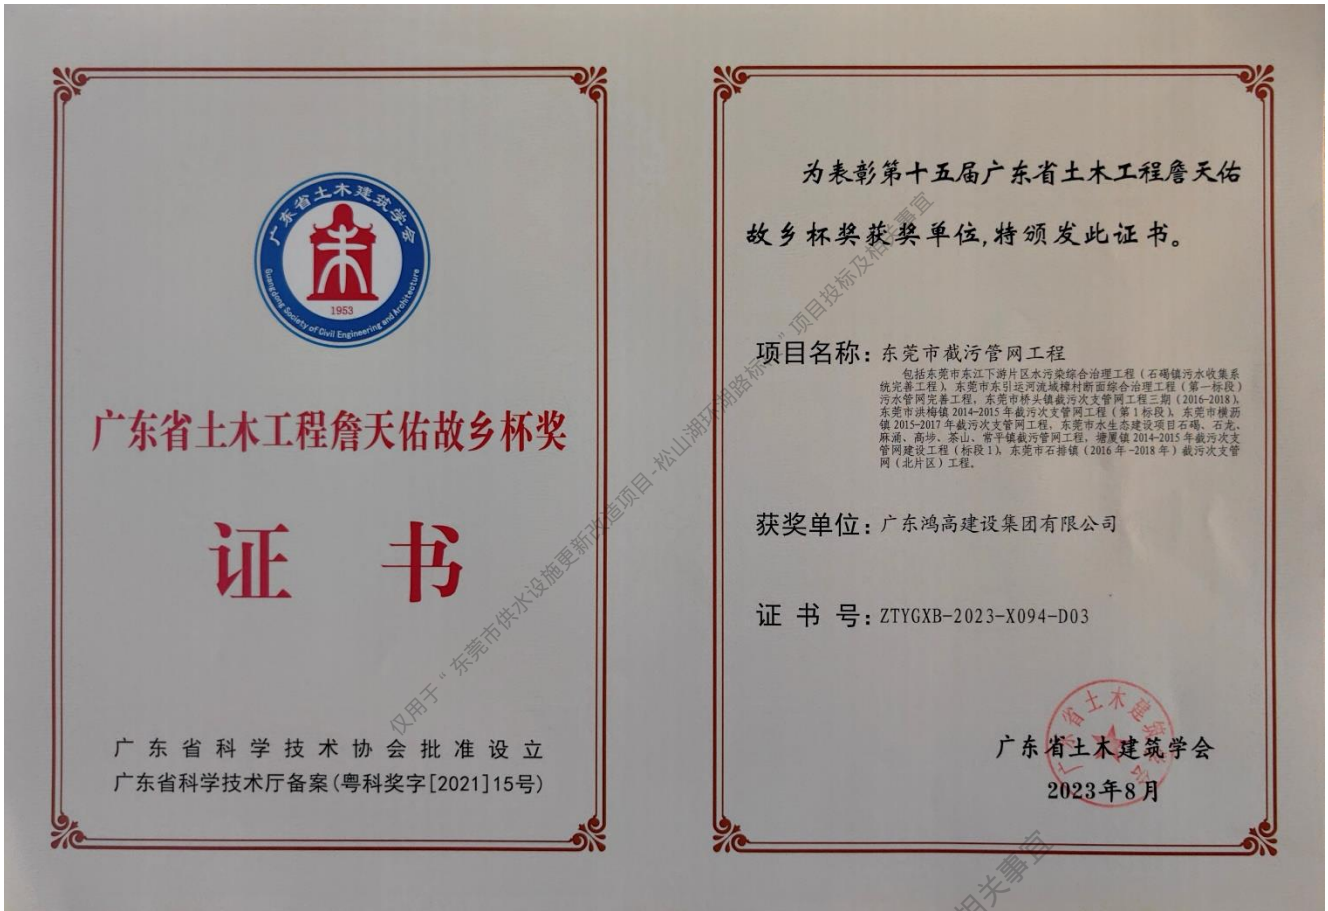 广东省土木建筑学会
1953
Guangdong Society of Civil Engineering and Architecture
广东省土木工程詹天佑故乡杯奖
证 书
广东省科学技术协会批准设立
广东省科学技术厅备案(粤科奖字[2021]15号)
为表彰第十五届广东省土木工程詹天佑
故乡杯奖获奖单位,特颁发此证书。
项目名称:东莞市截污管网工程
包括东莞市东江下游片区水污染综合治理工程(石碣镇污水收集系
统完善工程)、东莞市东引运河流域樟村断面综合治理工程(第一标段)
污水管网完善工程,东莞市桥头镇截污次支管网工程三期(2016-2018)、
东莞市洪梅镇2014-2015年截污次支管网工程(第1标段)、东莞市横沥
镇2015-2017年截污次支管网工程,东莞市水生态建设项目石碣、石龙、
麻涌、高埗、茶山、常平镇截污管网工程,塘厦镇2014-2015年截污次支
管网建设工程(标段1)、东莞市石排镇(2016年-2018年)截污次支管
网(北片区)工程。
获奖单位:广东鸿高建设集团有限公司
证书号:ZTYGXB-2023-X094-D03
广东省土木建筑学会
2023年8月
广东省土木建筑学会
仅用于“东莞市供水设施更新改造项目-松山湖环湖路标段”项目投标及相关事宜
相关事宜